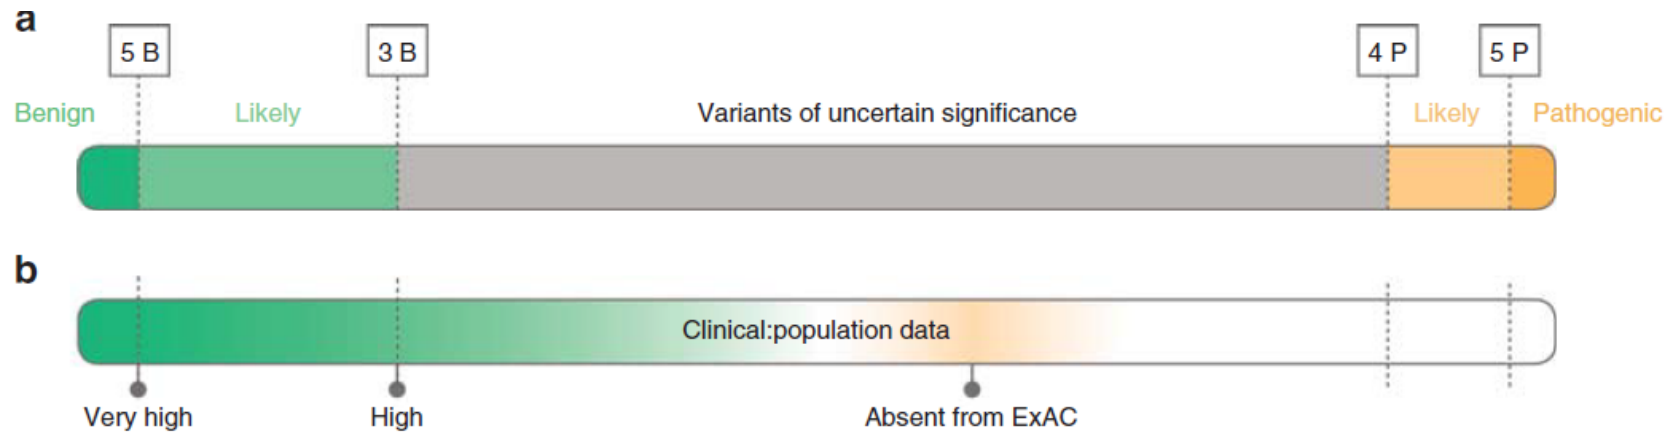 a
5 B
3 B
4 P
5 P
Benign
Likely
Variants of uncertain significance
Likely
Pathogenic
b
Clinical:population data
Very high
High
Absent from ExAC